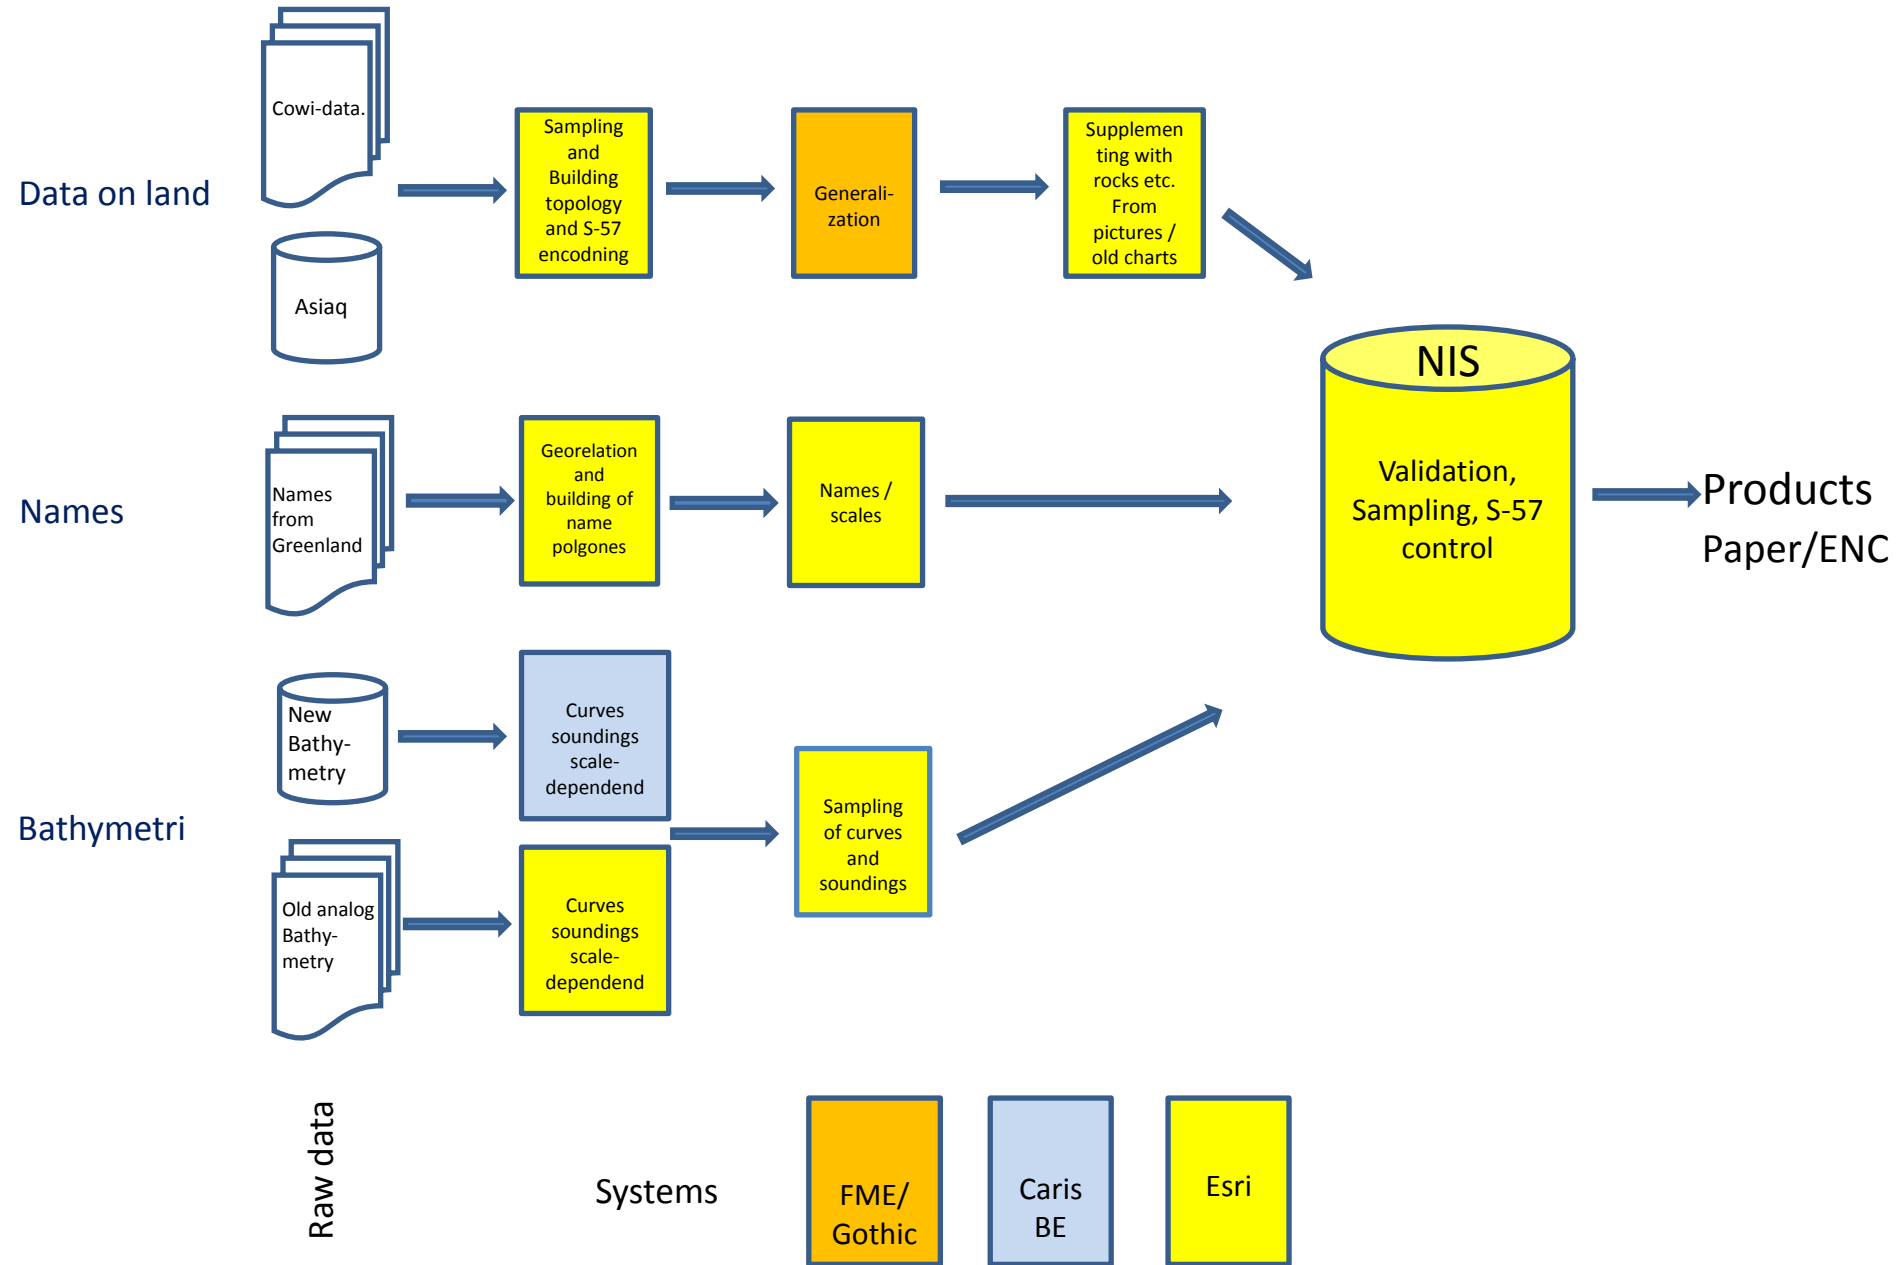 Data on land
Cowi-data.
Asiaq
Sampling
and
Building
topology
and S-57
encodning
Generali-
zation
Supplemen
ting with
rocks etc.
From
pictures /
old charts
Names
Names
from
Greenland
Georelation
and
building of
name
polgones
Names /
scales
NIS
Validation,
Sampling, S-57
control
Products
Paper/ENC
Bathymetri
New
Bathy-
metry
Curves
soundings
scale-
dependend
Old analog
Bathy-
metry
Curves
soundings
scale-
dependend
Sampling
of curves
and
soundings
Raw data
Systems
FME/
Gothic
Caris
BE
Esri